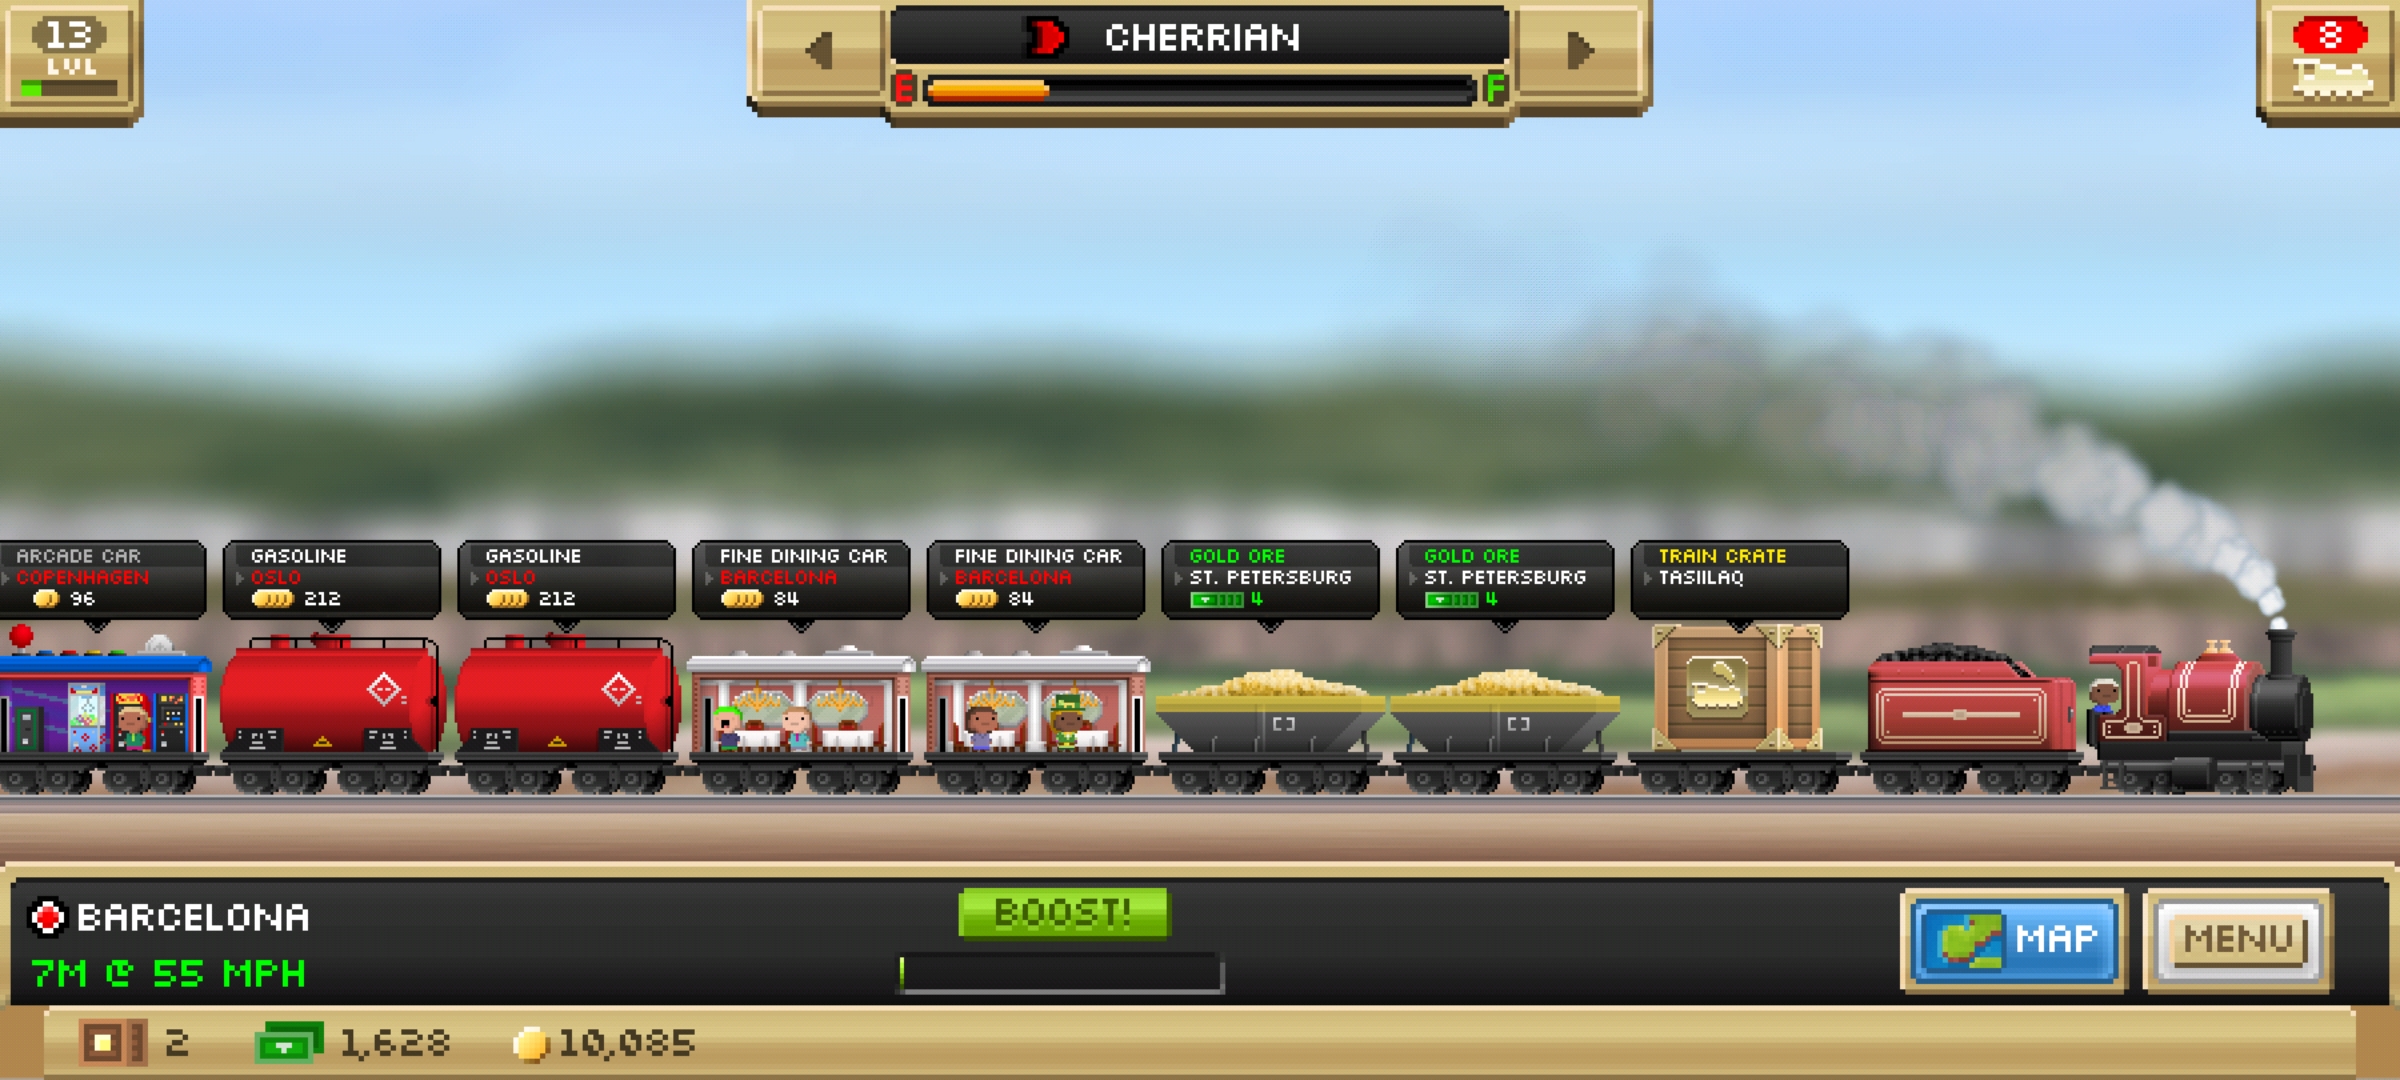 13
LVL
CHERRIAN
E
F
8
ARCADE CAR
COPENHAGEN
96
GASOLINE
OSLO
212
GASOLINE
OSLO
212
FINE DINING CAR
BARCELONA
84
FINE DINING CAR
BARCELONA
84
GOLD ORE
ST. PETERSBURG
4
GOLD ORE
ST. PETERSBURG
4
TRAIN CRATE
TASIILAQ
BARCELONA
7M @ 55 MPH
BOOST!
MAP
MENU
2
1,628
10,085